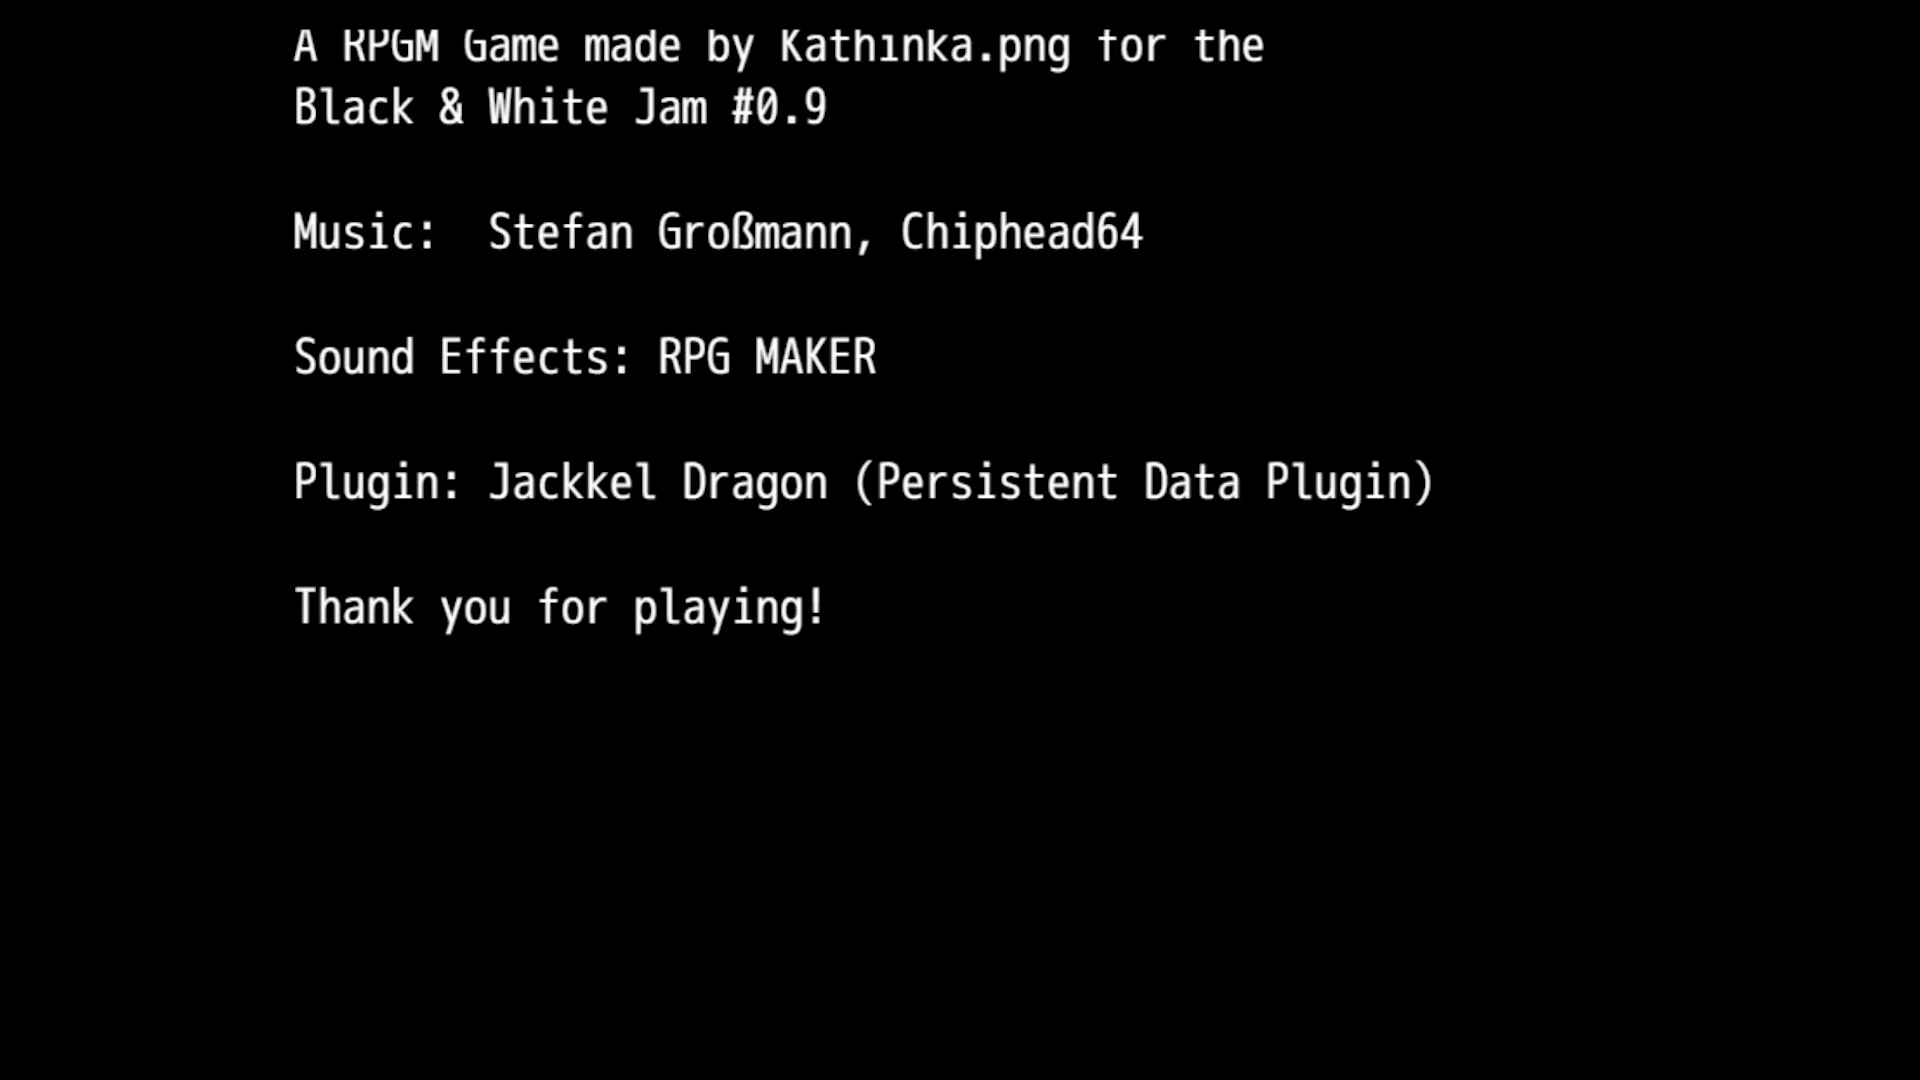 A RPGM Game made by Kathinka.png for the
Black & White Jam #0.9
Music:  Stefan Großmann, Chiphead64
Sound Effects: RPG MAKER
Plugin: Jackkel Dragon (Persistent Data Plugin)
Thank you for playing!